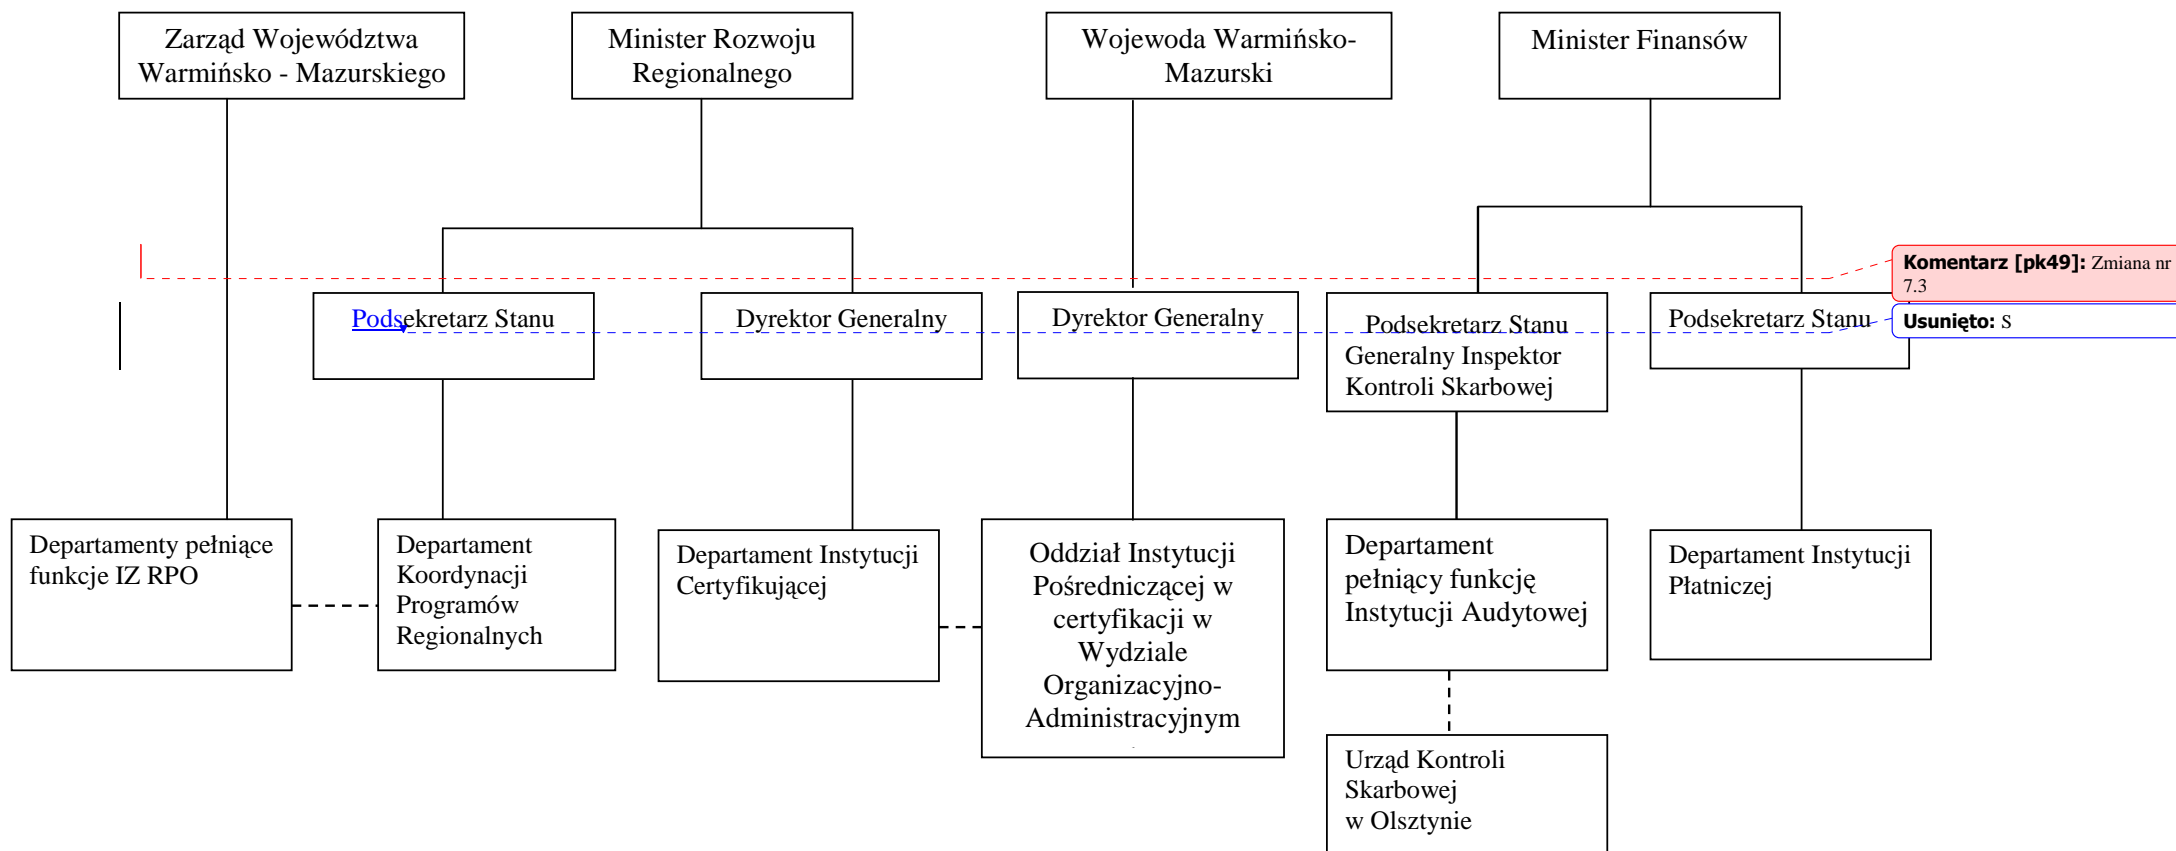 Zarząd Województwa
Warmińsko - Mazurskiego
Minister Rozwoju
Regionalnego
Wojewoda Warmińsko-
Mazurski
Minister Finansów
Komentarz [pk49]: Zmiana nr
7.3
Usunięto: S
Podsekretarz Stanu
Dyrektor Generalny
Dyrektor Generalny
Podsekretarz Stanu
Generalny Inspektor
Kontroli Skarbowej
Podsekretarz Stanu
Departamenty pełniące
funkcje IZ RPO
Departament
Koordynacji
Programów
Regionalnych
Departament Instytucji
Certyfikującej
Oddział Instytucji
Pośredniczącej w
certyfikacji w
Wydziale
Organizacyjno-
Administracyjnym
Departament
pełniący funkcję
Instytucji Audytowej
Departament Instytucji
Płatniczej
Urząd Kontroli
Skarbowej
w Olsztynie